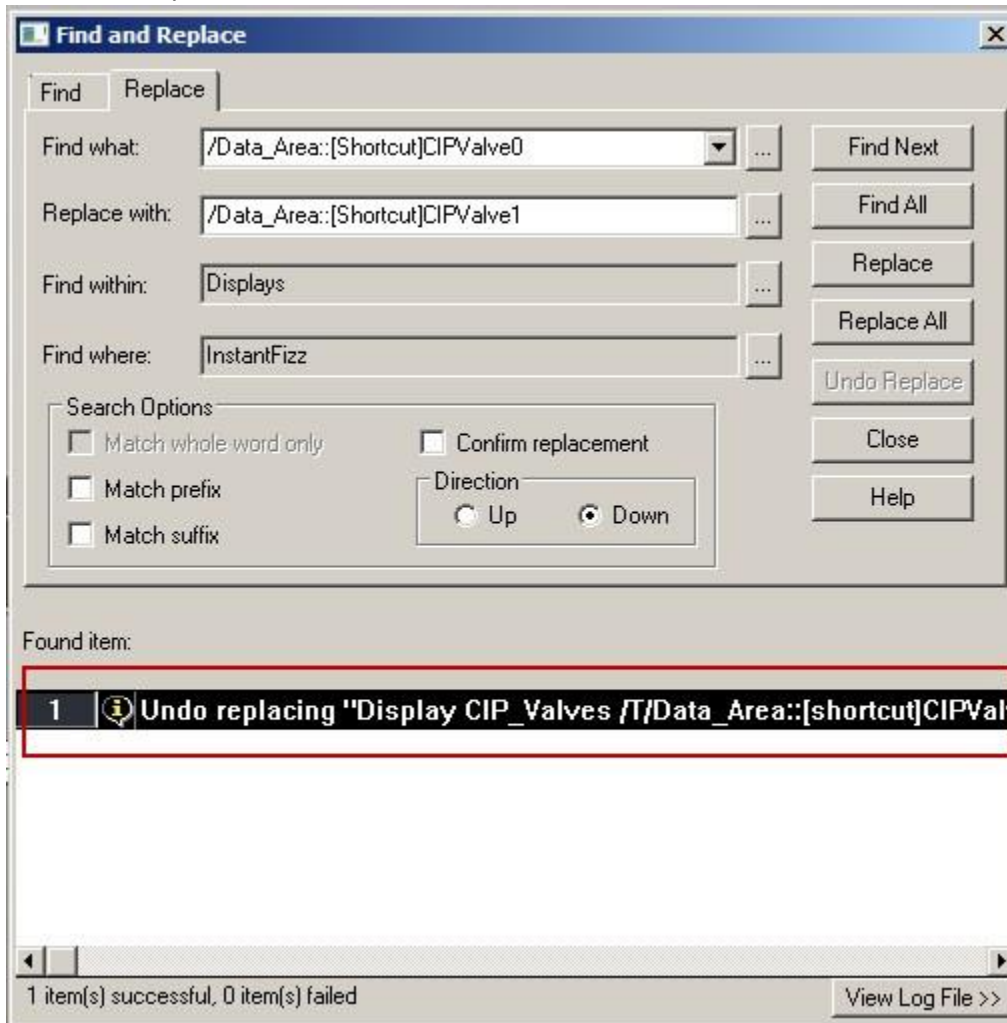 Find and Replace
Find
Replace
Find what:
/Data_Area::[Shortcut]CIPValve0
...
Find Next
Replace with:
/Data_Area::[Shortcut]CIPValve1
...
Find All
Find within:
Displays
...
Replace
Replace All
Find where:
InstantFizz
...
Undo Replace
Search Options
Match whole word only
Confirm replacement
Close
Match prefix
Direction
Up
Down
Help
Match suffix
Found item:
1 Undo replacing "Display CIP_Valves /T/Data_Area::[shortcut]CIPVal
1 item(s) successful, 0 item(s) failed
View Log File >>